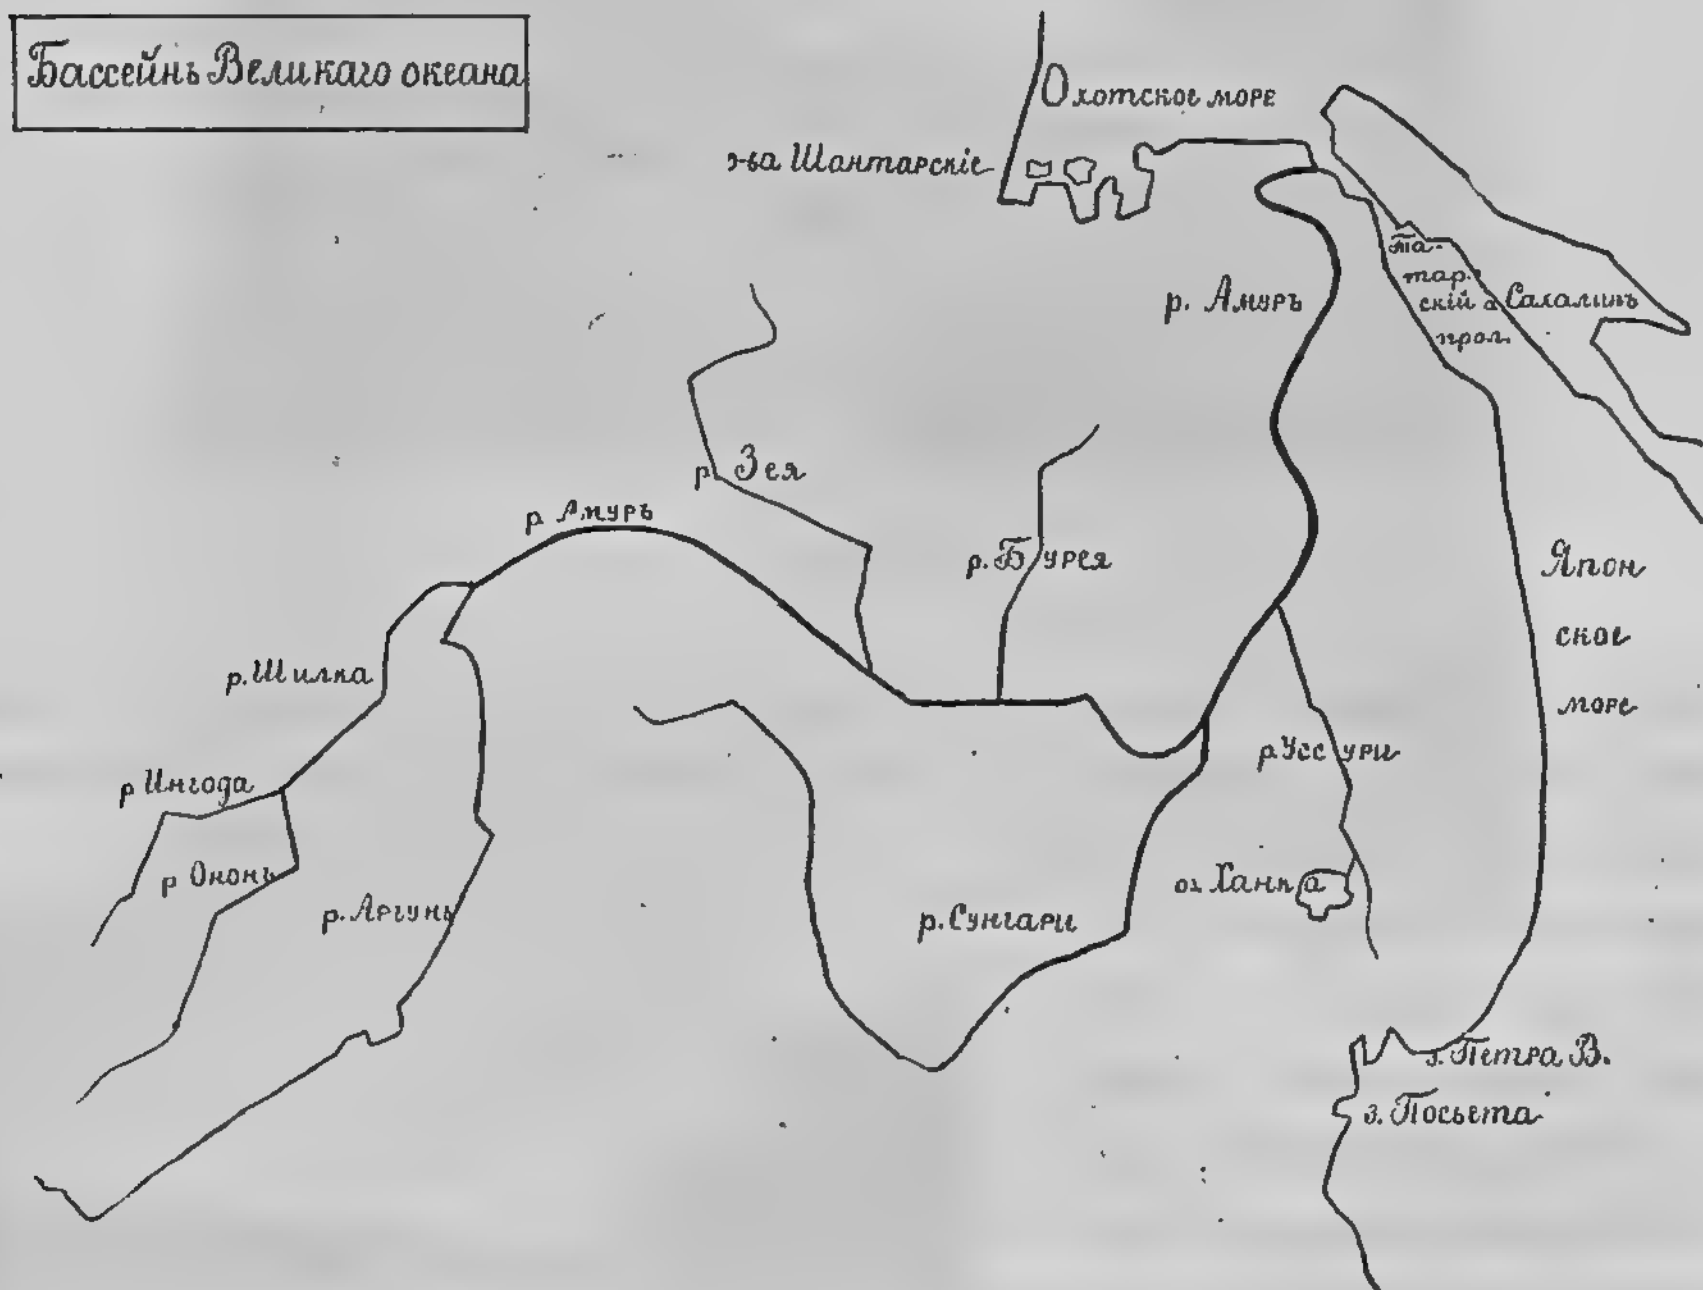 Бассейнъ Великаго океана
Охотское море
о-ва Шантарскіе
р. Амуръ
Та-
тар-
скій
прол.
о Сахалинъ
р Зея
р Амуръ
р. Бурея
Япон
ское
море
р. Шилка
р Уссури
р Ингода
р Ононь
р. Аргунь
оз Ханка
р. Сунгари
з. Петра В.
з. Посьета